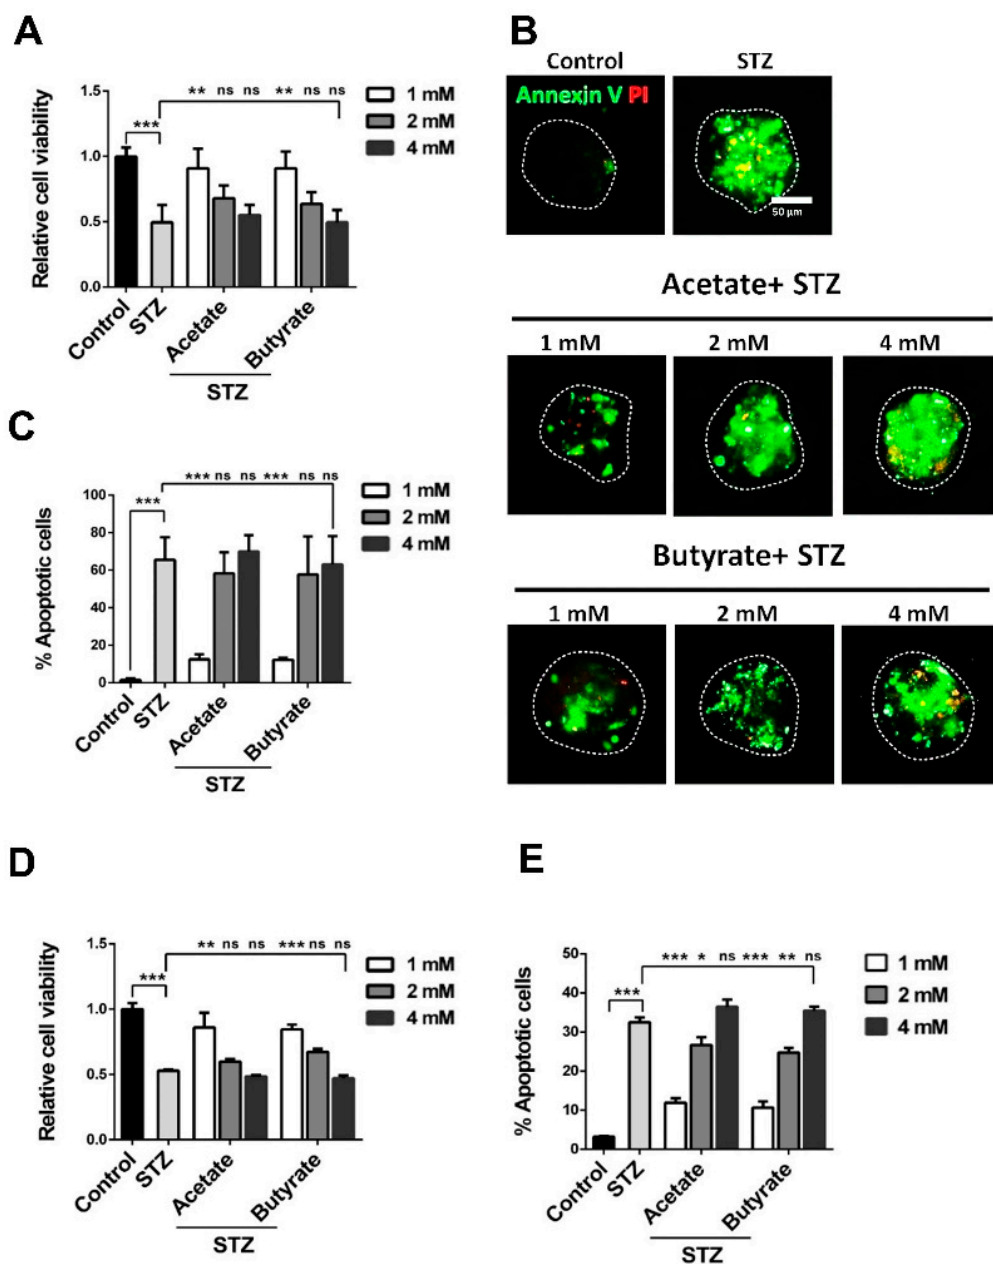 A
Relative cell viability
1.5
1.0
0.5
0.0
*** ** ns ns ** ns ns
1 mM
2 mM
4 mM
Control
STZ
Acetate
Butyrate
STZ
B
Control
STZ
Annexin V PI
50 µm
Acetate+ STZ
1 mM
2 mM
4 mM
Butyrate+ STZ
1 mM
2 mM
4 mM
C
% Apoptotic cells
100
80
60
40
20
0
*** *** ns ns *** ns ns
1 mM
2 mM
4 mM
Control
STZ
Acetate
Butyrate
STZ
D
Relative cell viability
1.5
1.0
0.5
0.0
*** ** ns ns *** ns ns
1 mM
2 mM
4 mM
Control
STZ
Acetate
Butyrate
STZ
E
% Apoptotic cells
50
40
30
20
10
0
*** *** * ns *** ** ns
1 mM
2 mM
4 mM
Control
STZ
Acetate
Butyrate
STZ